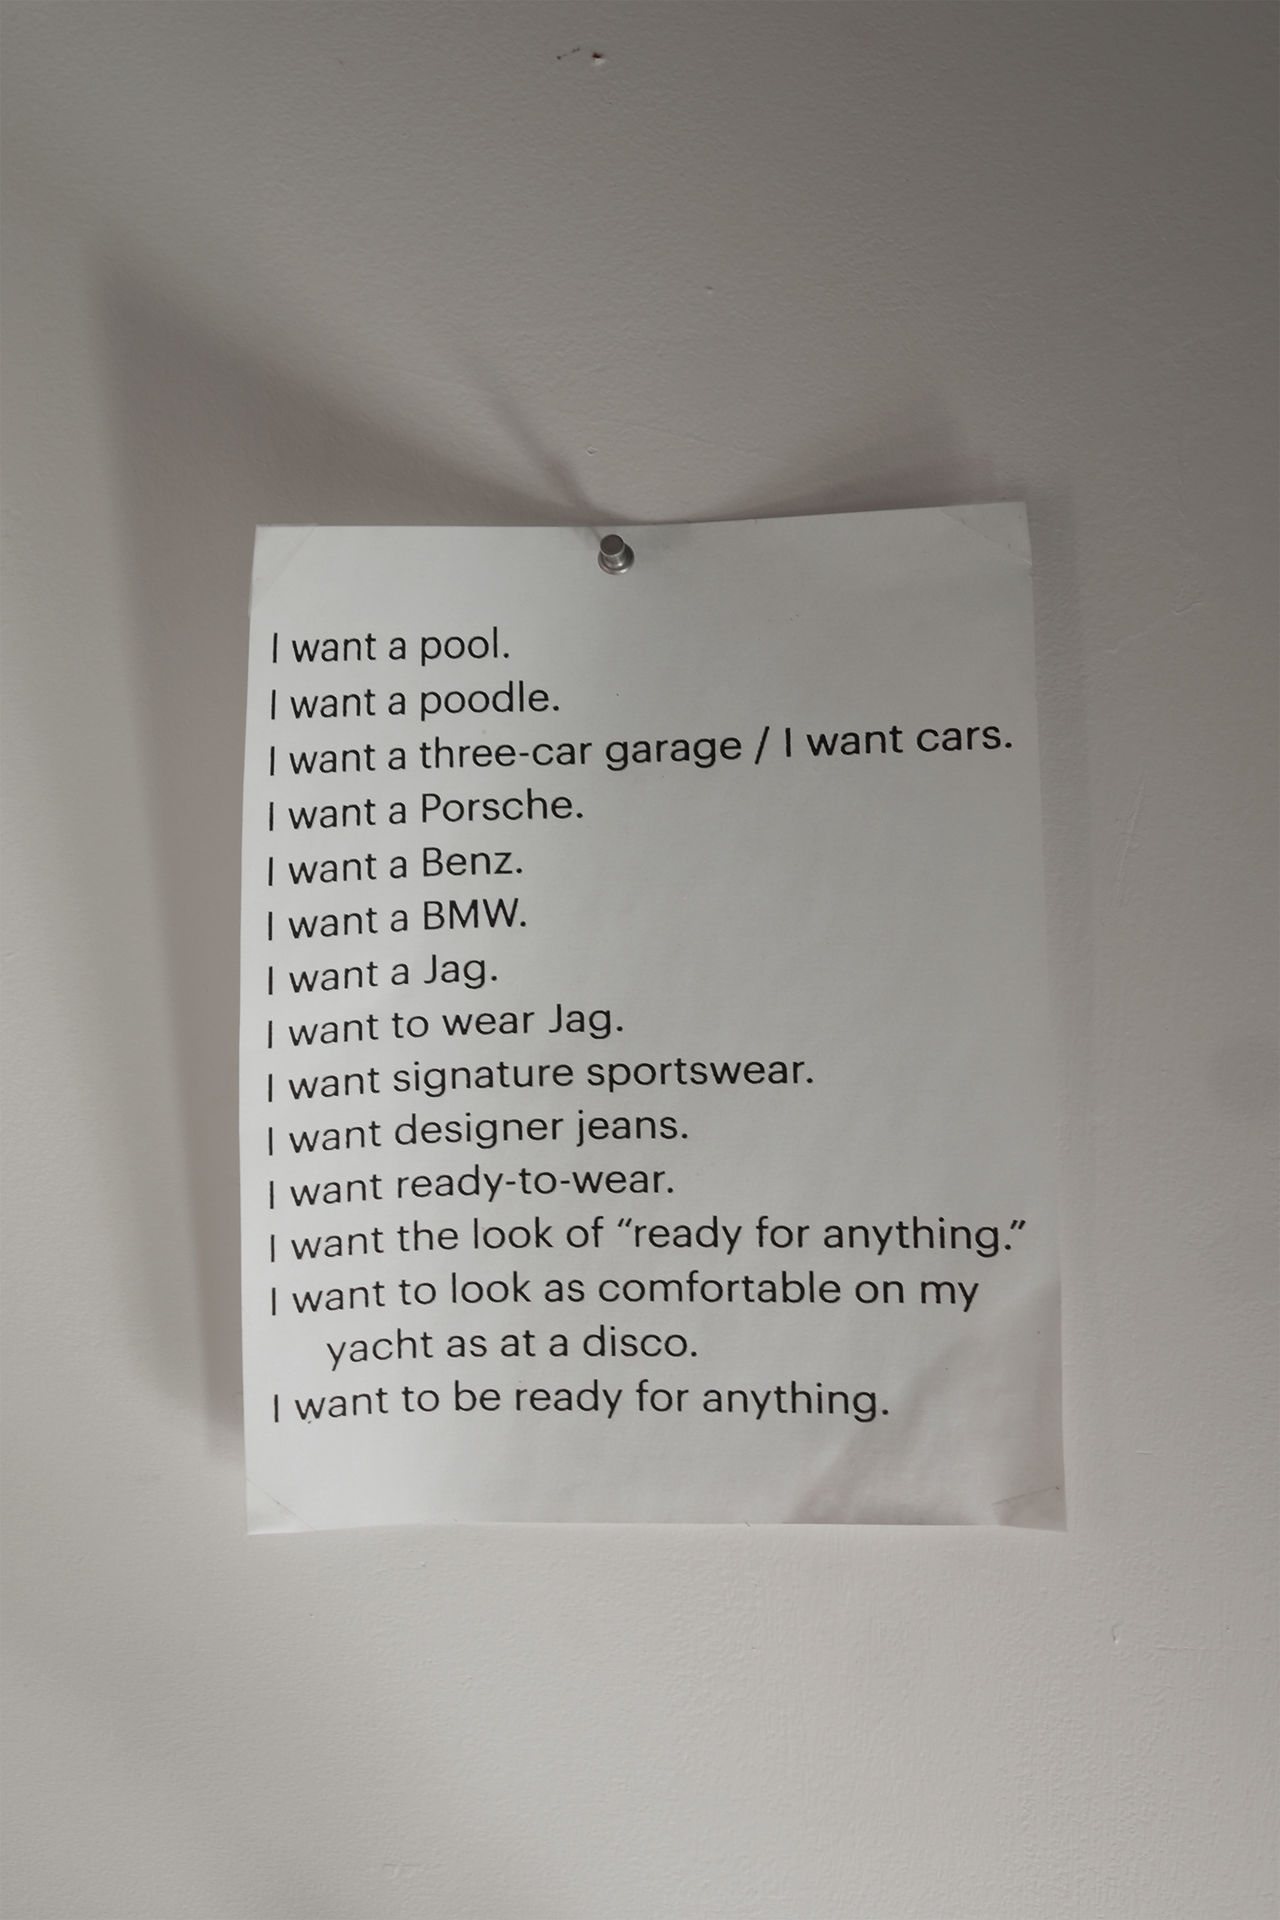 I want a pool.
I want a poodle.
I want a three-car garage / I want cars.
I want a Porsche.
I want a Benz.
I want a BMW.
I want a Jag.
I want to wear Jag.
I want signature sportswear.
I want designer jeans.
I want ready-to-wear.
I want the look of “ready for anything.”
I want to look as comfortable on my
yacht as at a disco.
I want to be ready for anything.